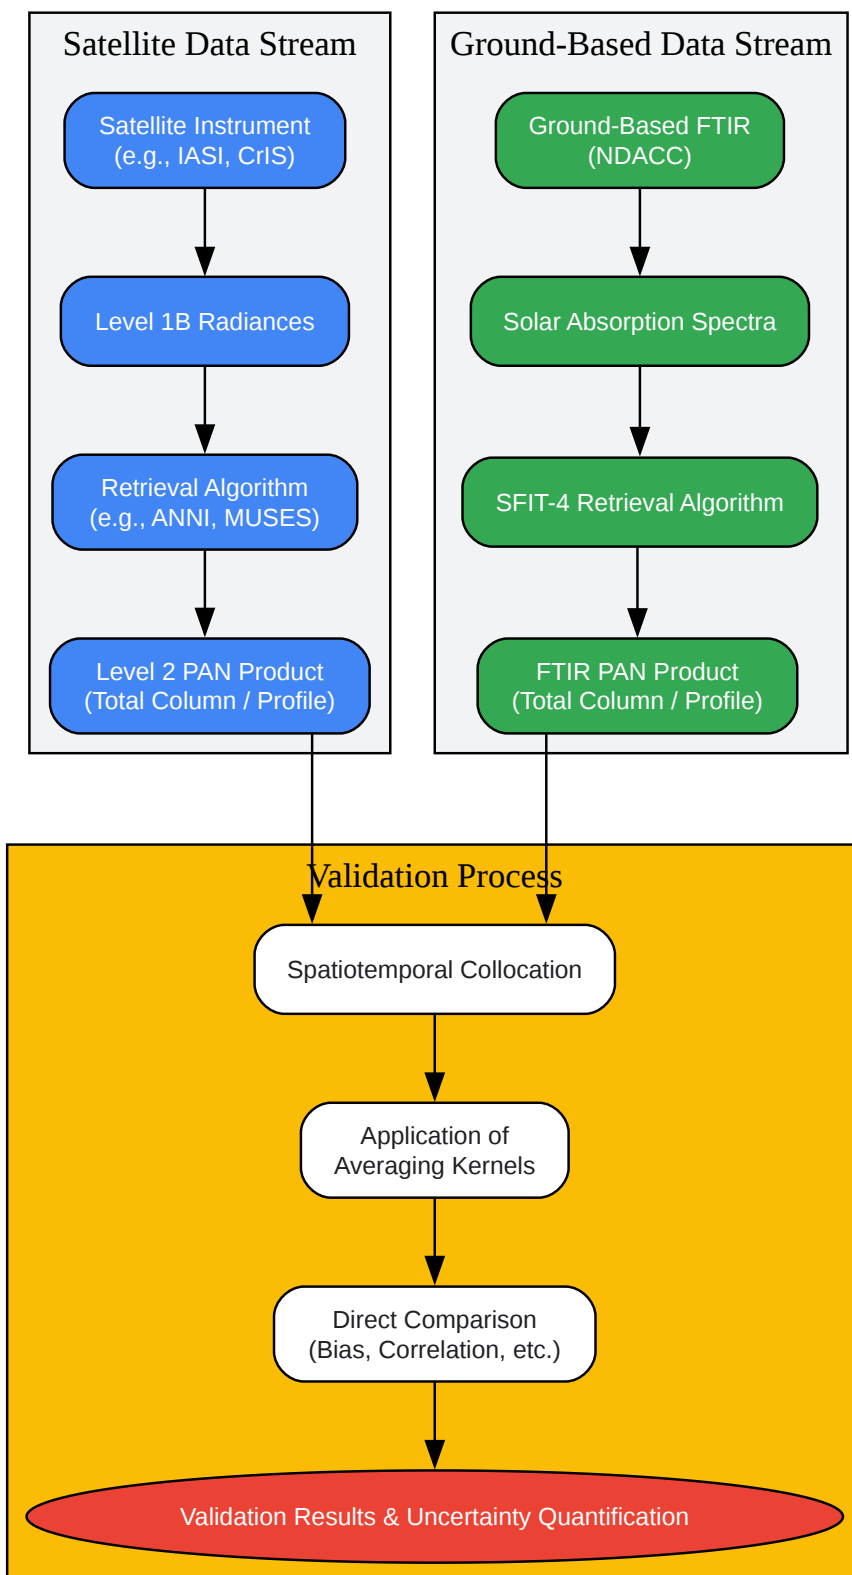 Satellite Data Stream
Satellite Instrument
(e.g., IASI, CrIS)
Level 1B Radiances
Retrieval Algorithm
(e.g., ANNI, MUSES)
Level 2 PAN Product
(Total Column / Profile)
Ground-Based Data Stream
Ground-Based FTIR
(NDACC)
Solar Absorption Spectra
SFIT-4 Retrieval Algorithm
FTIR PAN Product
(Total Column / Profile)
Validation Process
Spatiotemporal Collocation
Application of
Averaging Kernels
Direct Comparison
(Bias, Correlation, etc.)
Validation Results & Uncertainty Quantification